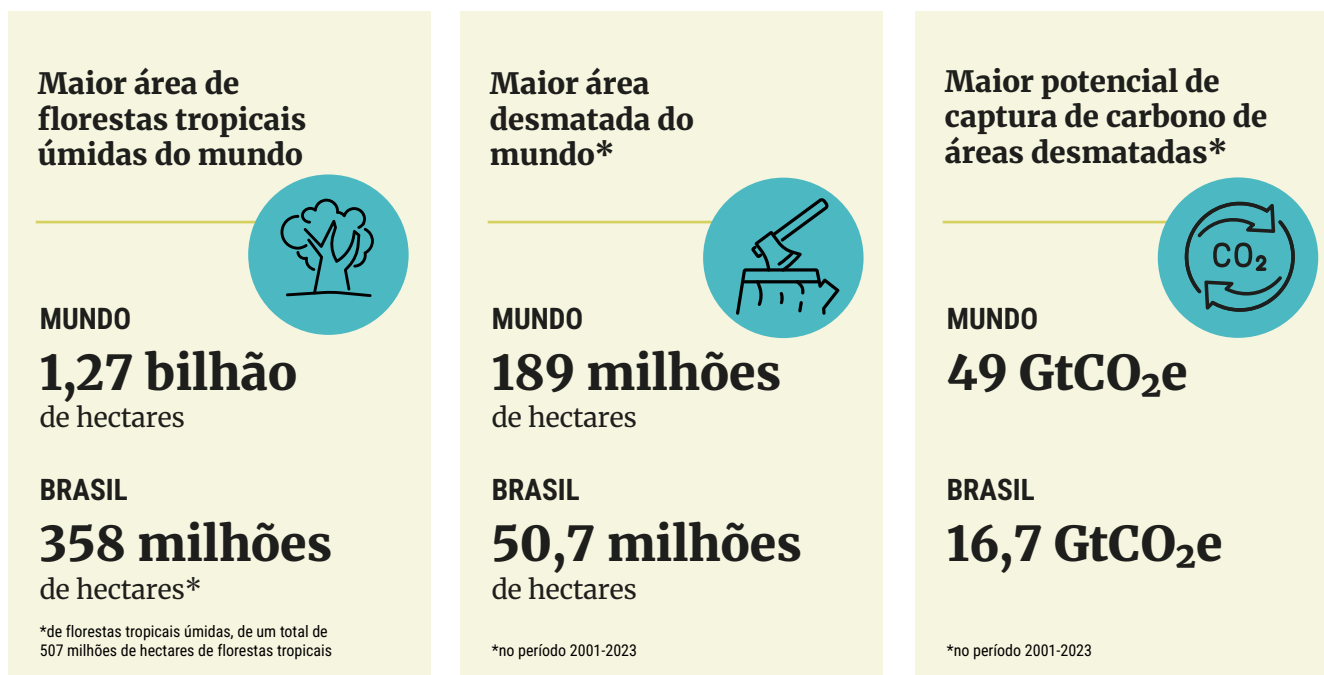 Maior área de
florestas tropicais
úmidas do mundo
MUNDO
1,27 bilhão
de hectares
BRASIL
358 milhões
de hectares*
*de florestas tropicais úmidas, de um total de
507 milhões de hectares de florestas tropicais
Maior área
desmatada do
mundo*
MUNDO
189 milhões
de hectares
BRASIL
50,7 milhões
de hectares
*no período 2001-2023
Maior potencial de
captura de carbono de
áreas desmatadas*
CO₂
MUNDO
49 GtCO₂e
BRASIL
16,7 GtCO₂e
*no período 2001-2023